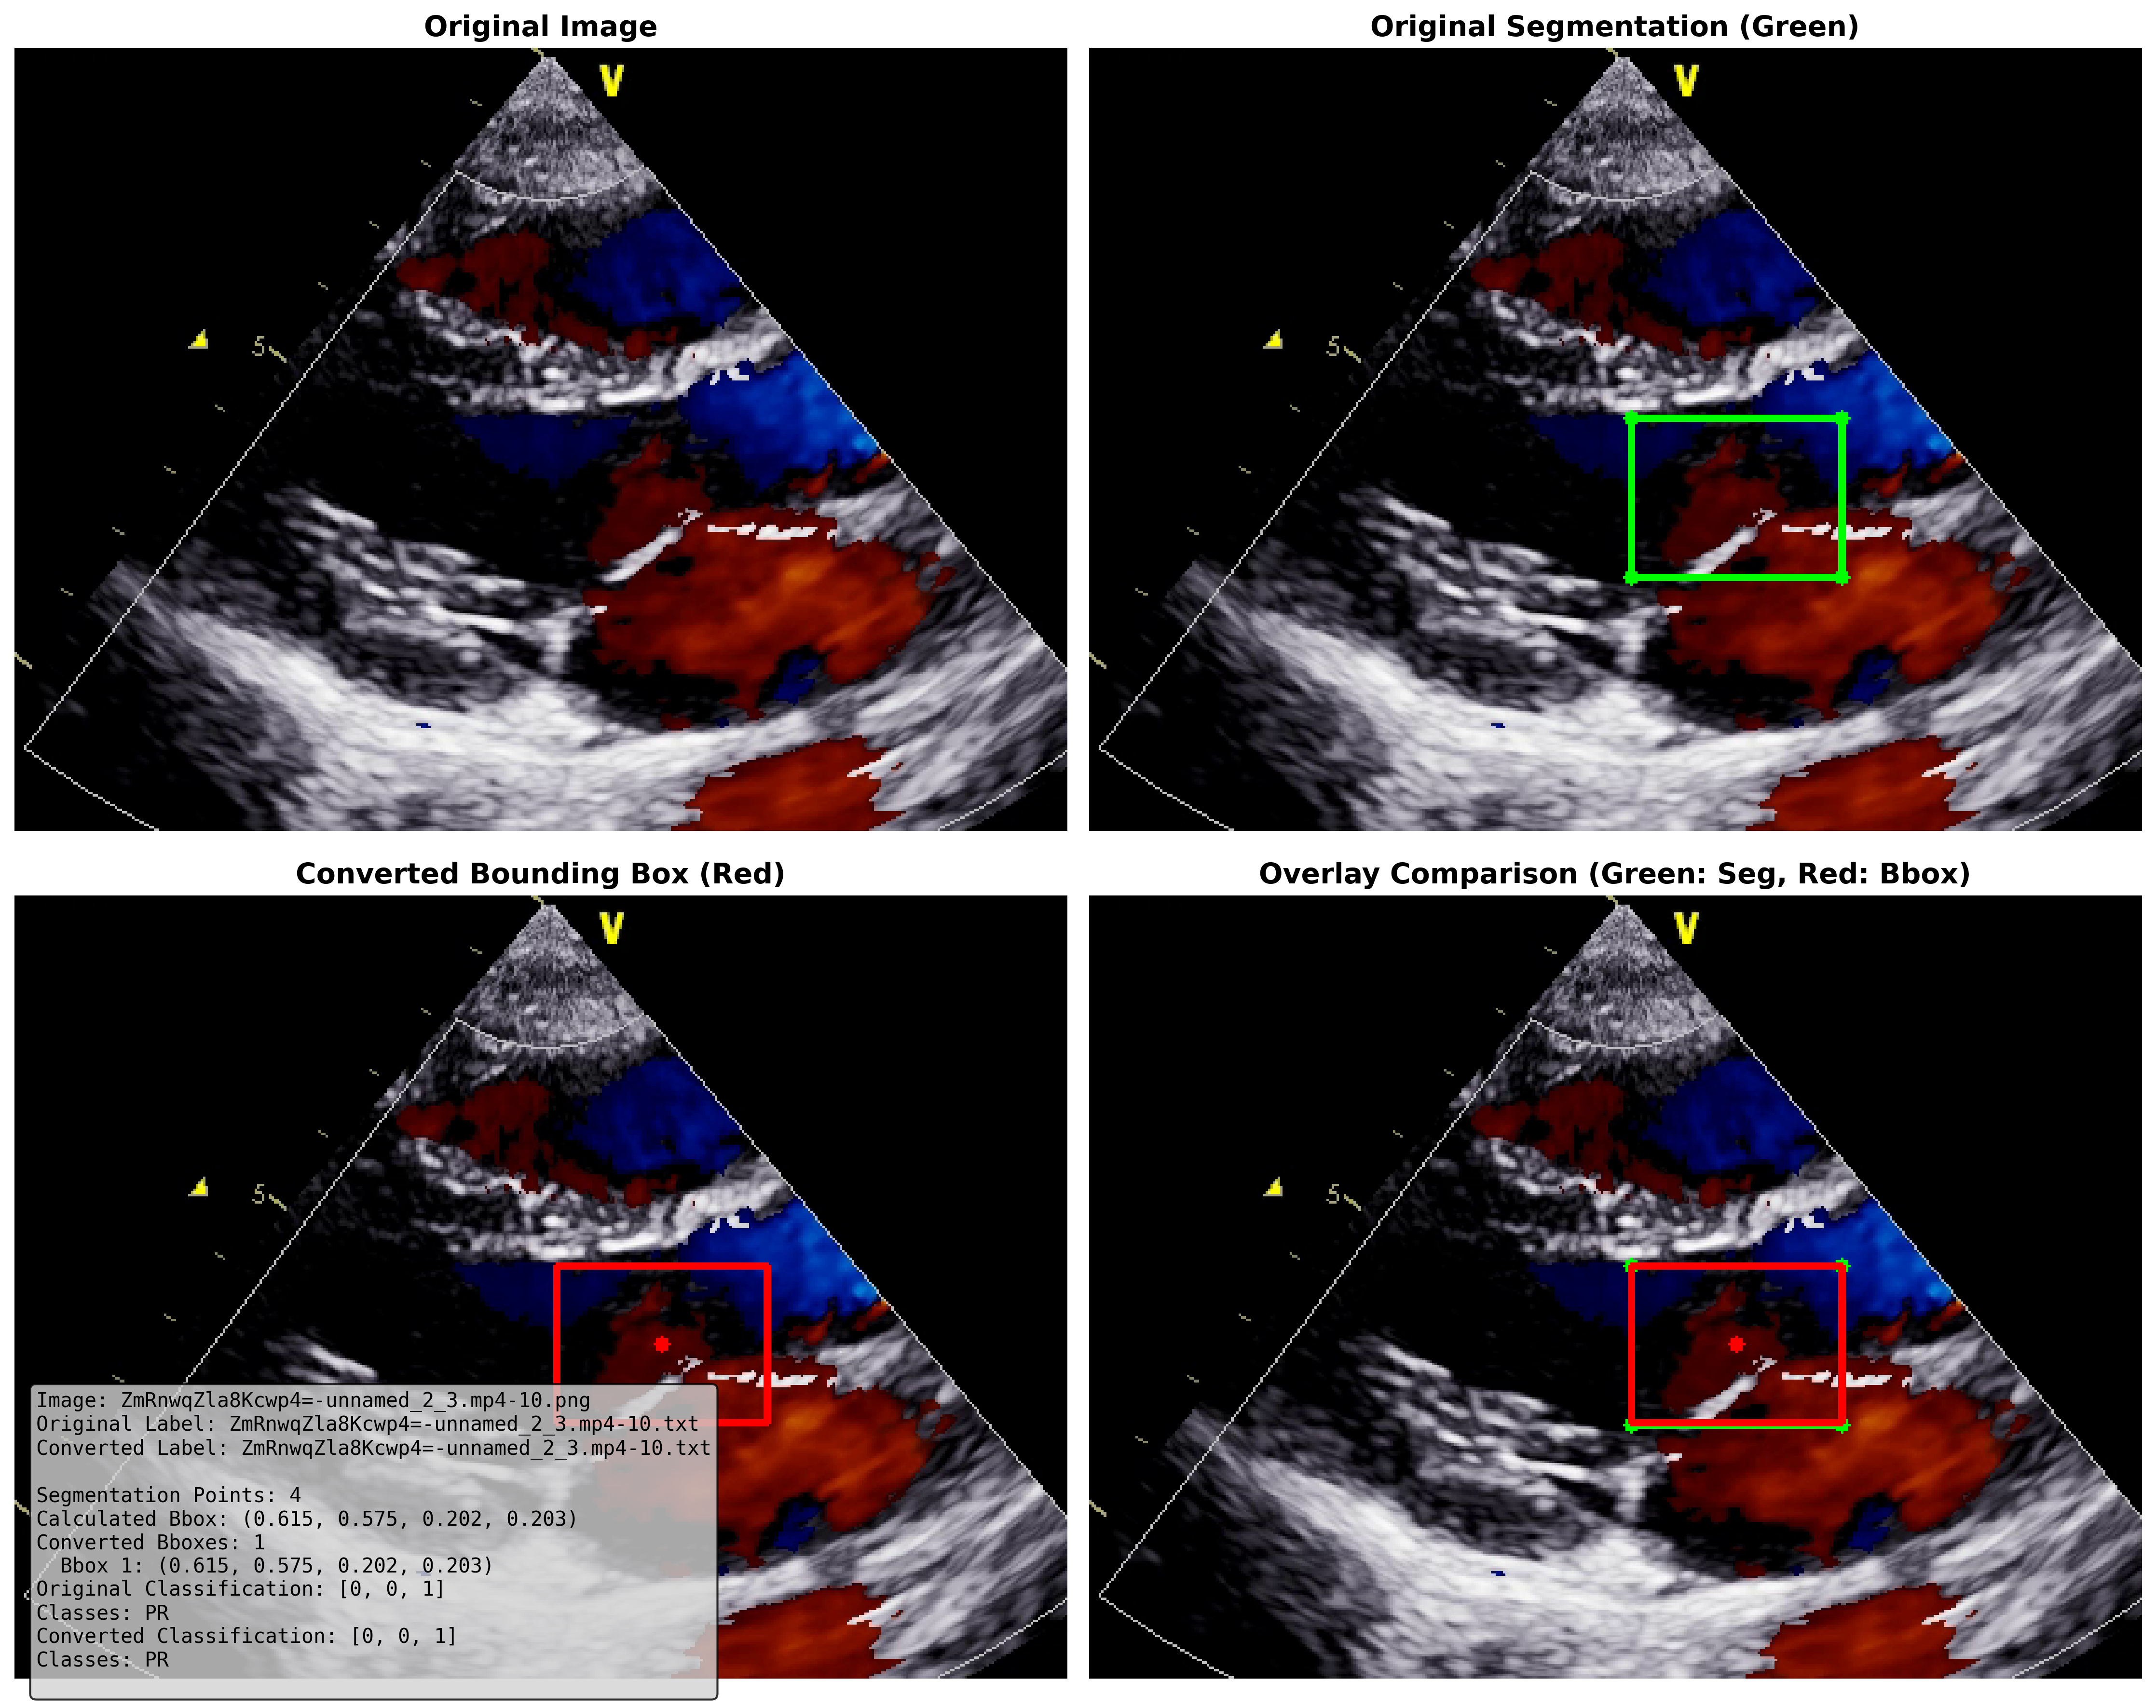 Original Image
Original Segmentation (Green)
V
5
V
5
Converted Bounding Box (Red)
Overlay Comparison (Green: Seg, Red: Bbox)
V
5
V
5
Image: ZmRnwqZla8Kcwp4=-unnamed_2_3.mp4-10.png
Original Label: ZmRnwqZla8Kcwp4=-unnamed_2_3.mp4-10.txt
Converted Label: ZmRnwqZla8Kcwp4=-unnamed_2_3.mp4-10.txt
Segmentation Points: 4
Calculated Bbox: (0.615, 0.575, 0.202, 0.203)
Converted Bboxes: 1
Bbox 1: (0.615, 0.575, 0.202, 0.203)
Original Classification: [0, 0, 1]
Classes: PR
Converted Classification: [0, 0, 1]
Classes: PR